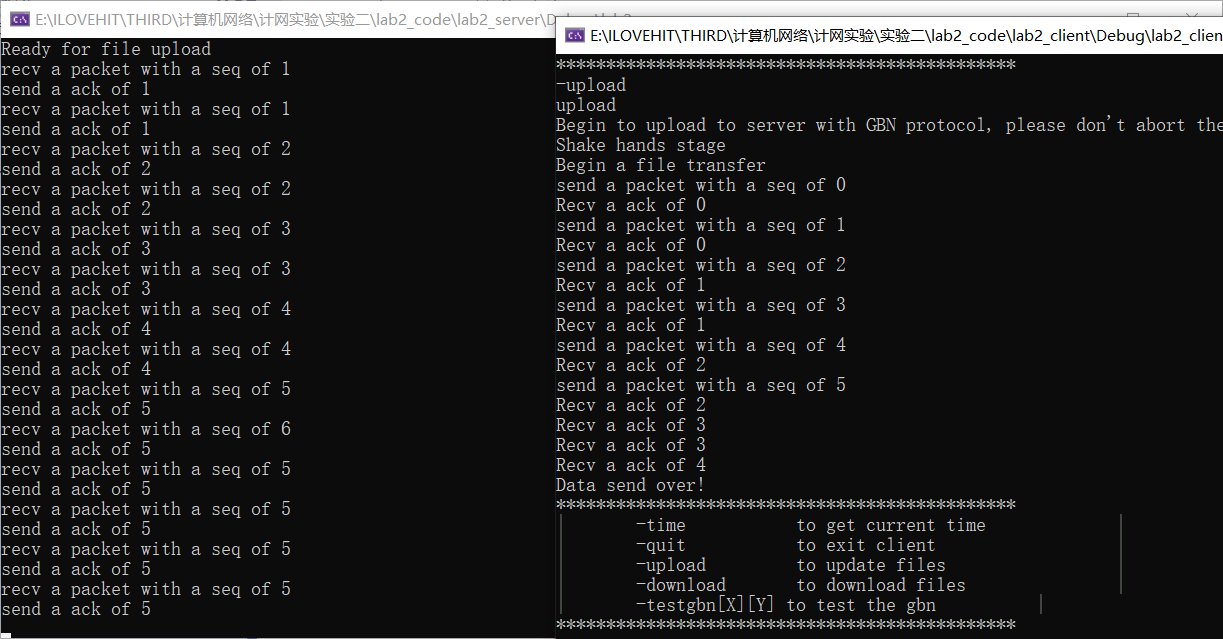 E:\ILOVEHIT\THIRD\计算机网络\计网实验\实验二\lab2_code\lab2_server\D
Ready for file upload
recv a packet with a seq of 1
send a ack of 1
recv a packet with a seq of 1
send a ack of 1
recv a packet with a seq of 2
send a ack of 2
recv a packet with a seq of 2
send a ack of 2
recv a packet with a seq of 3
send a ack of 3
recv a packet with a seq of 3
send a ack of 3
recv a packet with a seq of 4
send a ack of 4
recv a packet with a seq of 4
send a ack of 4
recv a packet with a seq of 5
send a ack of 5
recv a packet with a seq of 6
send a ack of 5
recv a packet with a seq of 5
send a ack of 5
recv a packet with a seq of 5
send a ack of 5
recv a packet with a seq of 5
send a ack of 5
recv a packet with a seq of 5
send a ack of 5
E:\ILOVEHIT\THIRD\计算机网络\计网实验\实验二\lab2_code\lab2_client\Debug\lab2_clien
**********************************************
-upload
upload
Begin to upload to server with GBN protocol, please don't abort the
Shake hands stage
Begin a file transfer
send a packet with a seq of 0
Recv a ack of 0
send a packet with a seq of 1
Recv a ack of 0
send a packet with a seq of 2
Recv a ack of 1
send a packet with a seq of 3
Recv a ack of 1
send a packet with a seq of 4
Recv a ack of 2
send a packet with a seq of 5
Recv a ack of 2
Recv a ack of 3
Recv a ack of 3
Recv a ack of 4
Data send over!
**********************************************
| -time to get current time |
| -quit to exit client |
| -upload to update files |
| -download to download files |
| -testgbn[X][Y] to test the gbn |
**********************************************